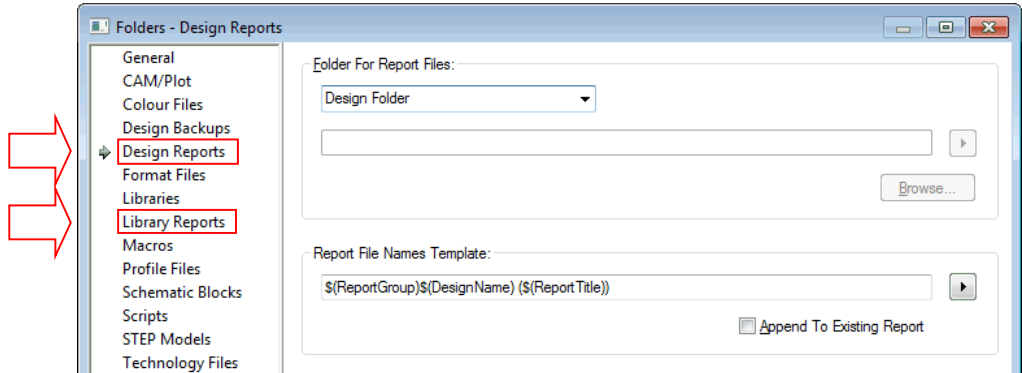 Folders - Design Reports
General
CAM/Plot
Colour Files
Design Backups
Design Reports
Format Files
Libraries
Library Reports
Macros
Profile Files
Schematic Blocks
Scripts
STEP Models
Technology Files
Folder For Report Files:
Design Folder
Browse...
Report File Names Template:
$(ReportGroup)$(DesignName) ($(ReportTitle))
Append To Existing Report